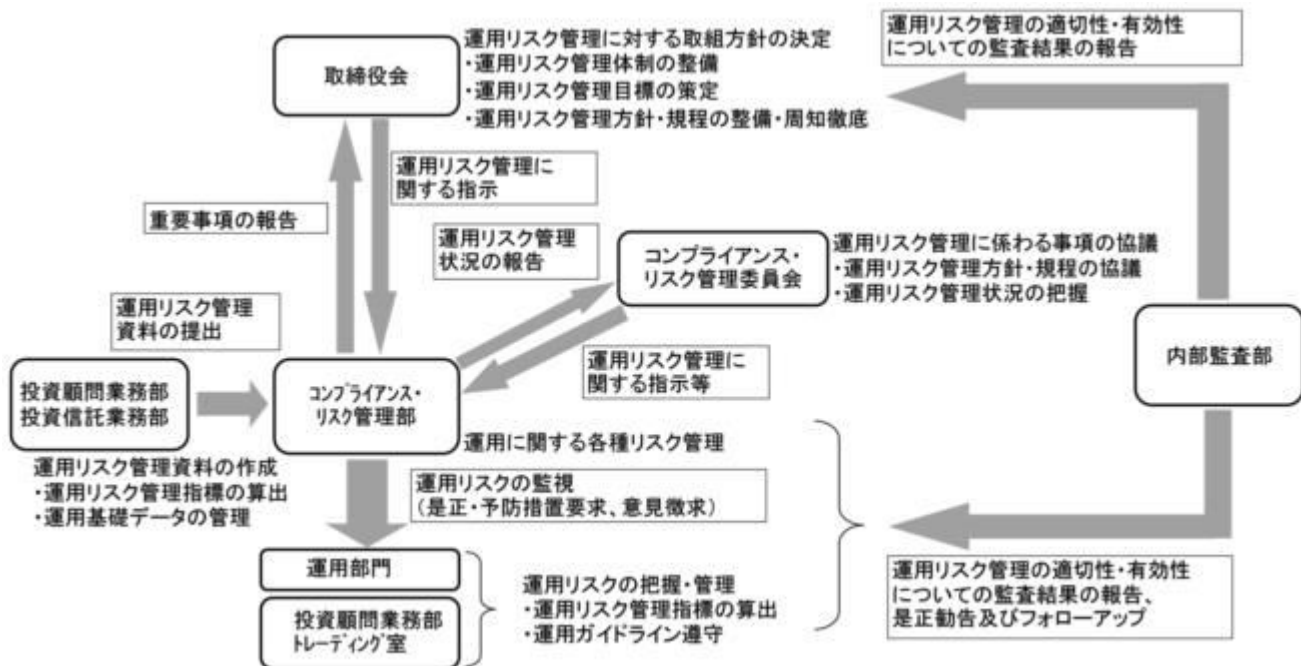 取締役会
運用リスク管理に対する取組方針の決定
・運用リスク管理体制の整備
・運用リスク管理目標の策定
・運用リスク管理方針・規程の整備・周知徹底
運用リスク管理の適切性・有効性
についての監査結果の報告
運用リスク管理に
関する指示
重要事項の報告
運用リスク管理
状況の報告
コンプライアンス・
リスク管理委員会
運用リスク管理に係わる事項の協議
・運用リスク管理方針・規程の協議
・運用リスク管理状況の把握
運用リスク管理
資料の提出
運用リスク管理に
関する指示等
内部監査部
投資顧問業務部
投資信託業務部
コンプライアンス・
リスク管理部
運用に関する各種リスク管理
運用リスク管理資料の作成
・運用リスク管理指標の算出
・運用基礎データの管理
運用リスクの監視
(是正・予防措置要求、意見徴求)
運用部門
投資顧問業務部
トレーディング室
運用リスクの把握・管理
・運用リスク管理指標の算出
・運用ガイドライン遵守
運用リスク管理の適切性・有効性
についての監査結果の報告、
是正勧告及びフォローアップ